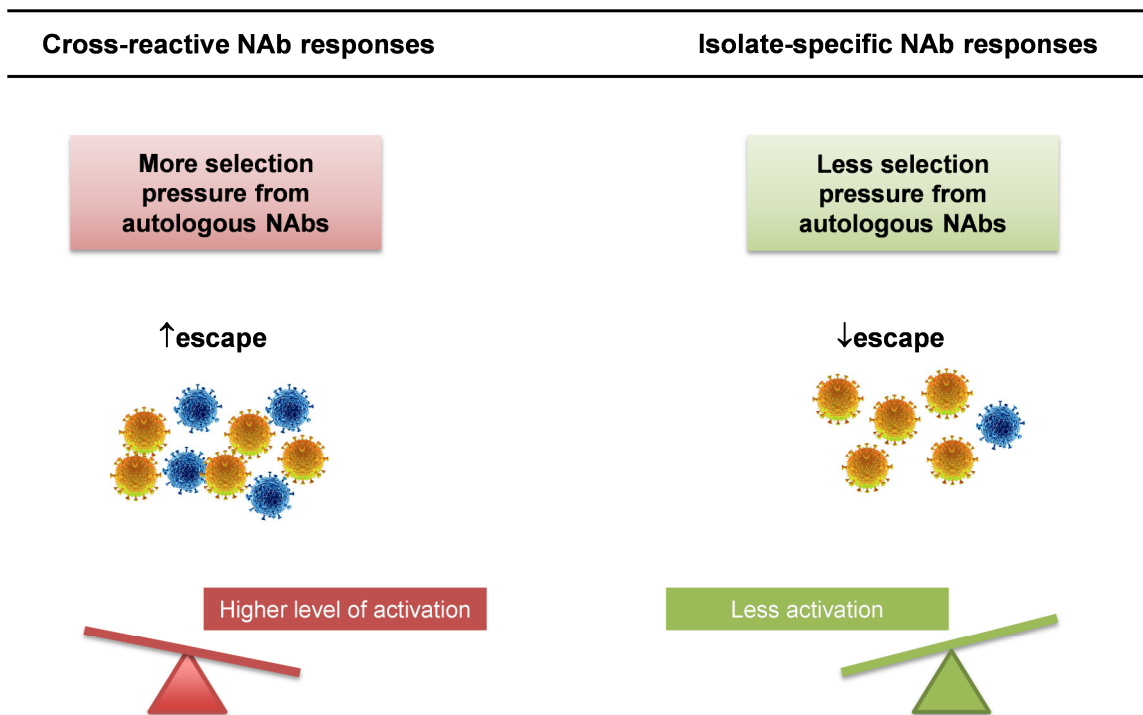 Cross-reactive NAb responses
Isolate-specific NAb responses
More selection
pressure from
autologous NAbs
Less selection
pressure from
autologous NAbs
↑escape
↓escape
Higher level of activation
Less activation